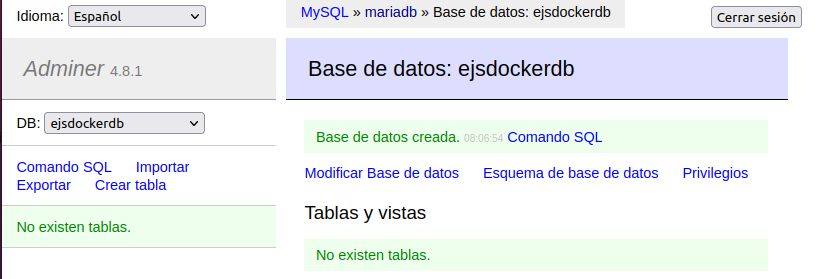 Idioma: Español
MySQL » mariadb » Base de datos: ejsdockerdb
Cerrar sesión
Adminer 4.8.1
Base de datos: ejsdockerdb
DB: ejsdockerdb
Base de datos creada. 08:06:54 Comando SQL
Comando SQL Importar
Exportar Crear tabla
Modificar Base de datos Esquema de base de datos Privilegios
Tablas y vistas
No existen tablas.
No existen tablas.